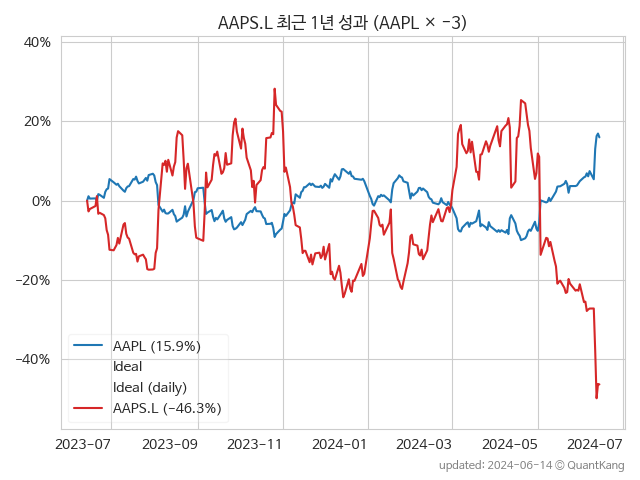 AAPS.L 최근 1년 성과 (AAPL × −3)
40%
20%
0%
−20%
−40%
AAPL (15.9%)
Ideal
Ideal (daily)
AAPS.L (−46.3%)
2023-07 2023-09 2023-11 2024-01 2024-03 2024-05 2024-07
updated: 2024-06-14 © QuantKang